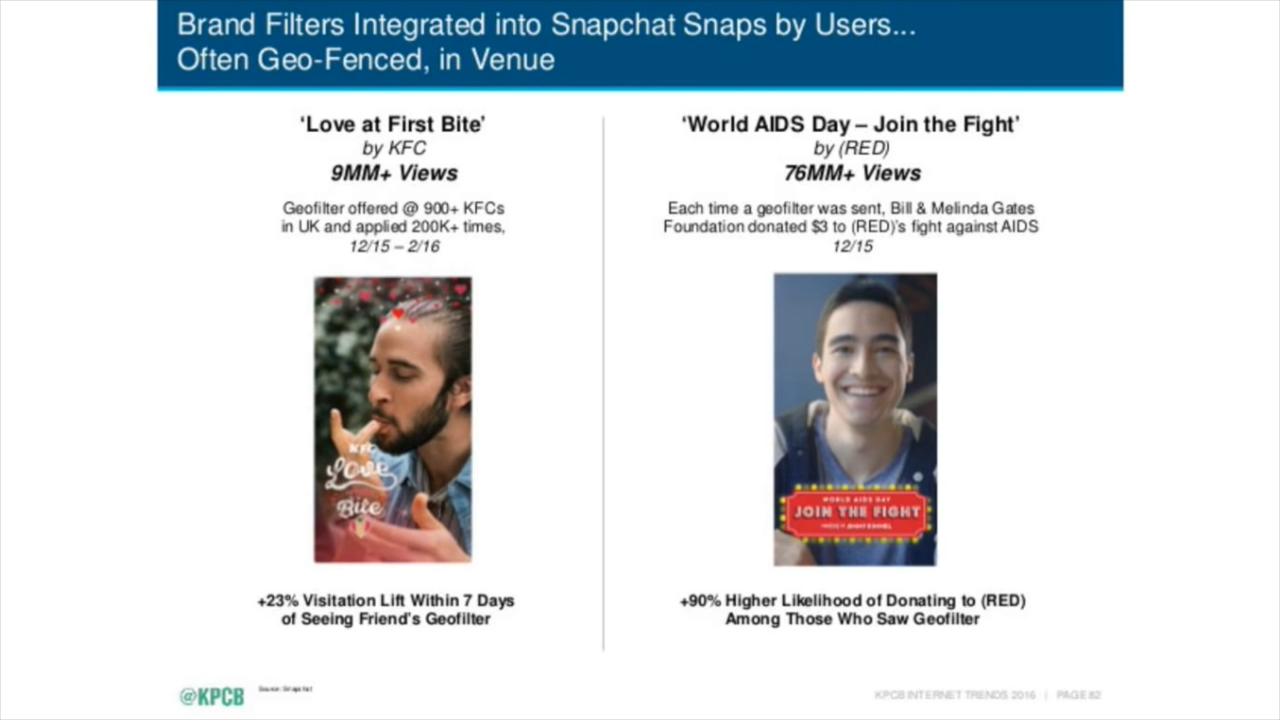 Brand Filters Integrated into Snapchat Snaps by Users...
Often Geo-Fenced, in Venue
‘Love at First Bite’
by KFC
9MM+ Views
Geofilter offered @ 900+ KFCs
in UK and applied 200K+ times,
12/15 – 2/16
KFC
Love
Bite
+23% Visitation Lift Within 7 Days
of Seeing Friend's Geofilter
‘World AIDS Day – Join the Fight’
by (RED)
76MM+ Views
Each time a geofilter was sent, Bill & Melinda Gates
Foundation donated $3 to (RED)'s fight against AIDS
12/15
WORLD AIDS DAY
JOIN THE FIGHT
JIMMY KIMMEL
+90% Higher Likelihood of Donating to (RED)
Among Those Who Saw Geofilter
@KPCB
Source: Snapchat
KPCB INTERNET TRENDS 2016 | PAGE 82